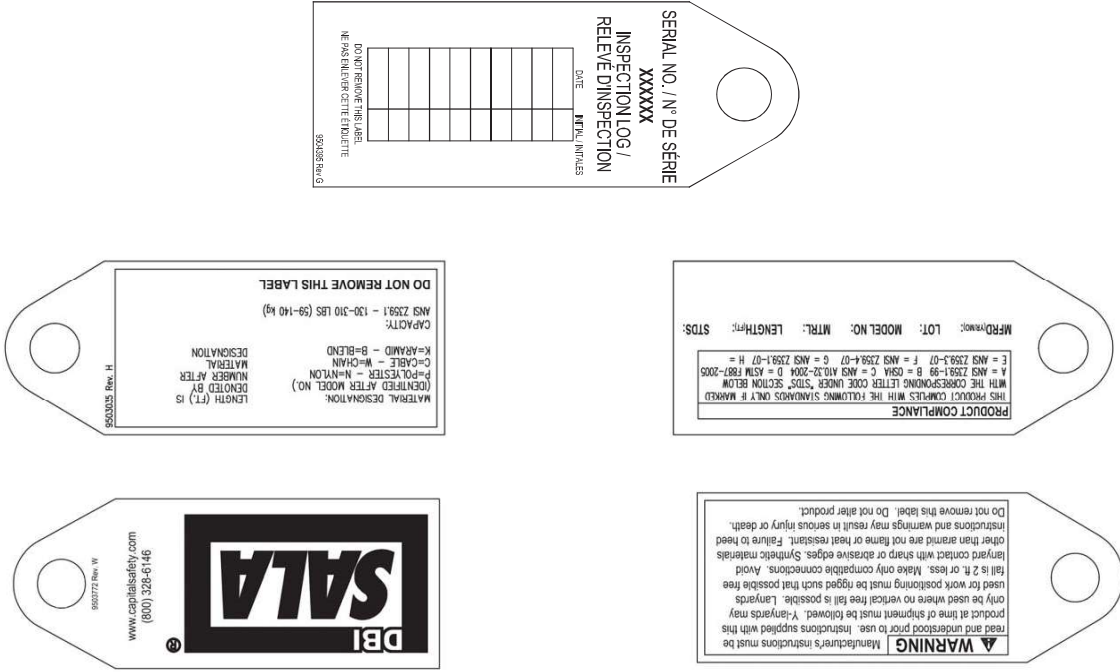 SERIAL NO. / N° DE SÉRIE
XXXXXX
INSPECTION LOG /
RELEVÉ D'INSPECTION
DATE INITIAL / INITALES
DO NOT REMOVE THIS LABEL
NE PAS ENLEVER CETTE ÉTIQUETTE
9504395 Rev G
MATERIAL DESIGNATION:
(IDENTIFIED AFTER MODEL NO.)
P=POLYESTER – N=NYLON
C=CABLE – W=CHAIN
K=ARAMID – B=BLEND
LENGTH (FT.) IS
DENOTED BY
NUMBER AFTER
MATERIAL
DESIGNATION
CAPACITY:
ANSI Z359.1 – 130-310 LBS (59-140 kg)
DO NOT REMOVE THIS LABEL
9503035 Rev. H
PRODUCT COMPLIANCE
THIS PRODUCT COMPLIES WITH THE FOLLOWING STANDARDS ONLY IF MARKED
WITH THE CORRESPONDING LETTER CODE UNDER "STDS" SECTION BELOW
A = ANSI Z359.1-99 B = OSHA C = ANSI A10.32-2004 D = ASTM F887-2005
E = ANSI Z359.3-07 F = ANSI Z359.4-07 G = ANSI Z359.1-07 H =
MFRD(YR/MO): LOT: MODEL NO: MTRL: LENGTH(FT): STDS:
DBI
SALA
®
(800) 328-6146
www.capitalsafety.com
9503772 Rev. W
WARNING Manufacturer's instructions must be
read and understood prior to use. Instructions supplied with this
product at time of shipment must be followed. Y-lanyards may
only be used where no vertical free fall is possible. Lanyards
used for work positioning must be rigged such that possible free
fall is 2 ft. or less. Make only compatible connections. Avoid
lanyard contact with sharp or abrasive edges. Synthetic materials
other than aramid are not flame or heat resistant. Failure to heed
instructions and warnings may result in serious injury or death.
Do not remove this label. Do not alter product.